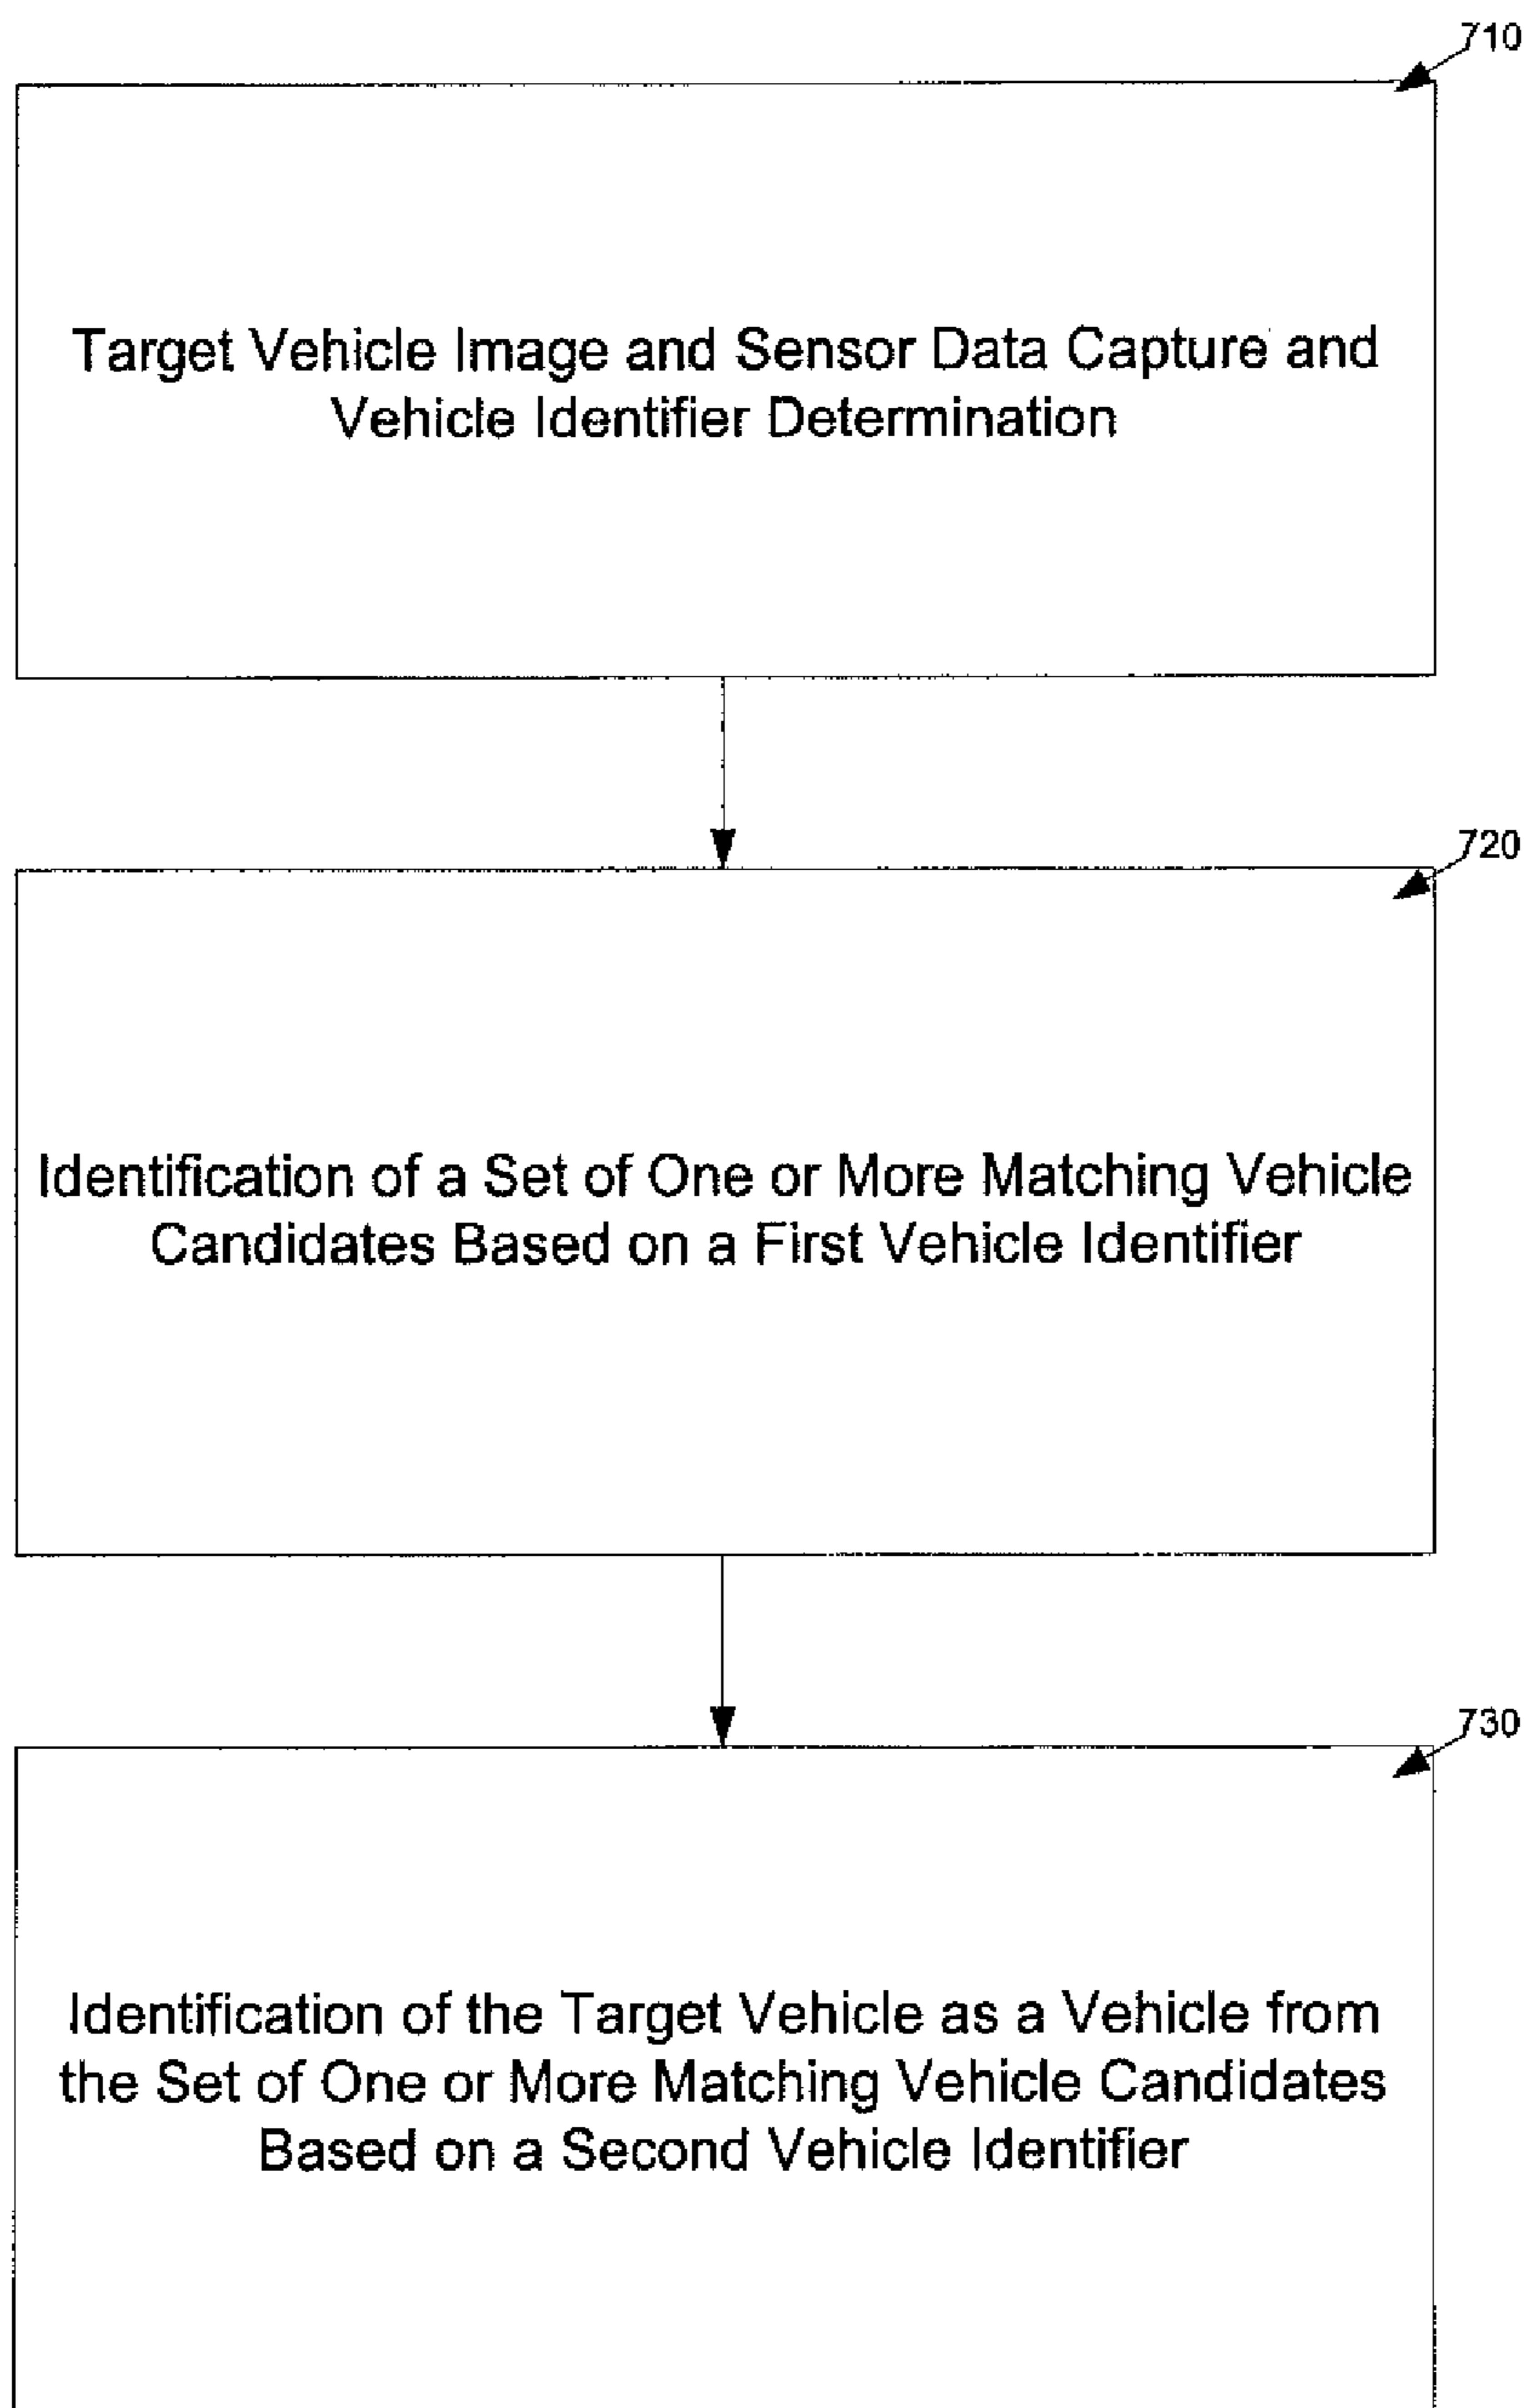 710
Target Vehicle Image and Sensor Data Capture and
Vehicle Identifier Determination
720
Identification of a Set of One or More Matching Vehicle
Candidates Based on a First Vehicle Identifier
730
Identification of the Target Vehicle as a Vehicle from
the Set of One or More Matching Vehicle Candidates
Based on a Second Vehicle Identifier